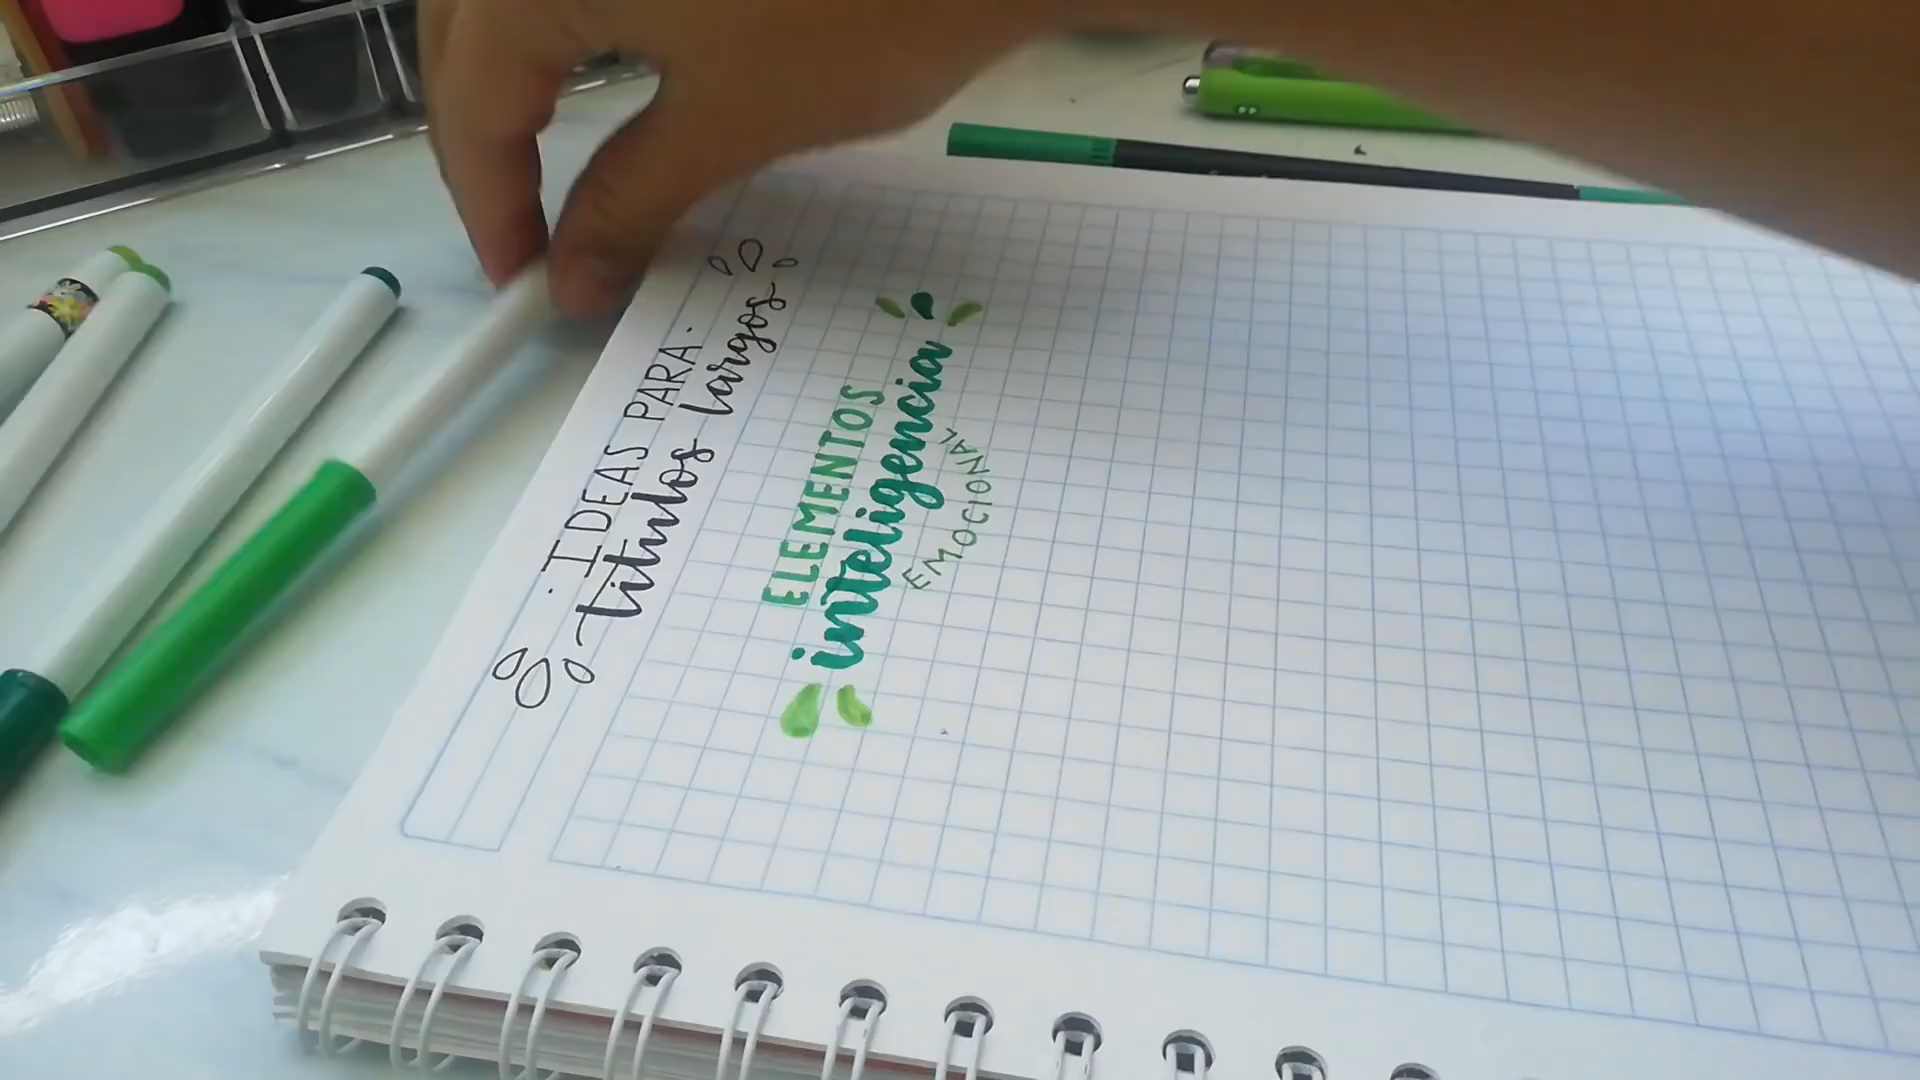 · IDEAS PARA ·
titulos largos
ELEMENTOS
inteligencia
EMOCIONAL